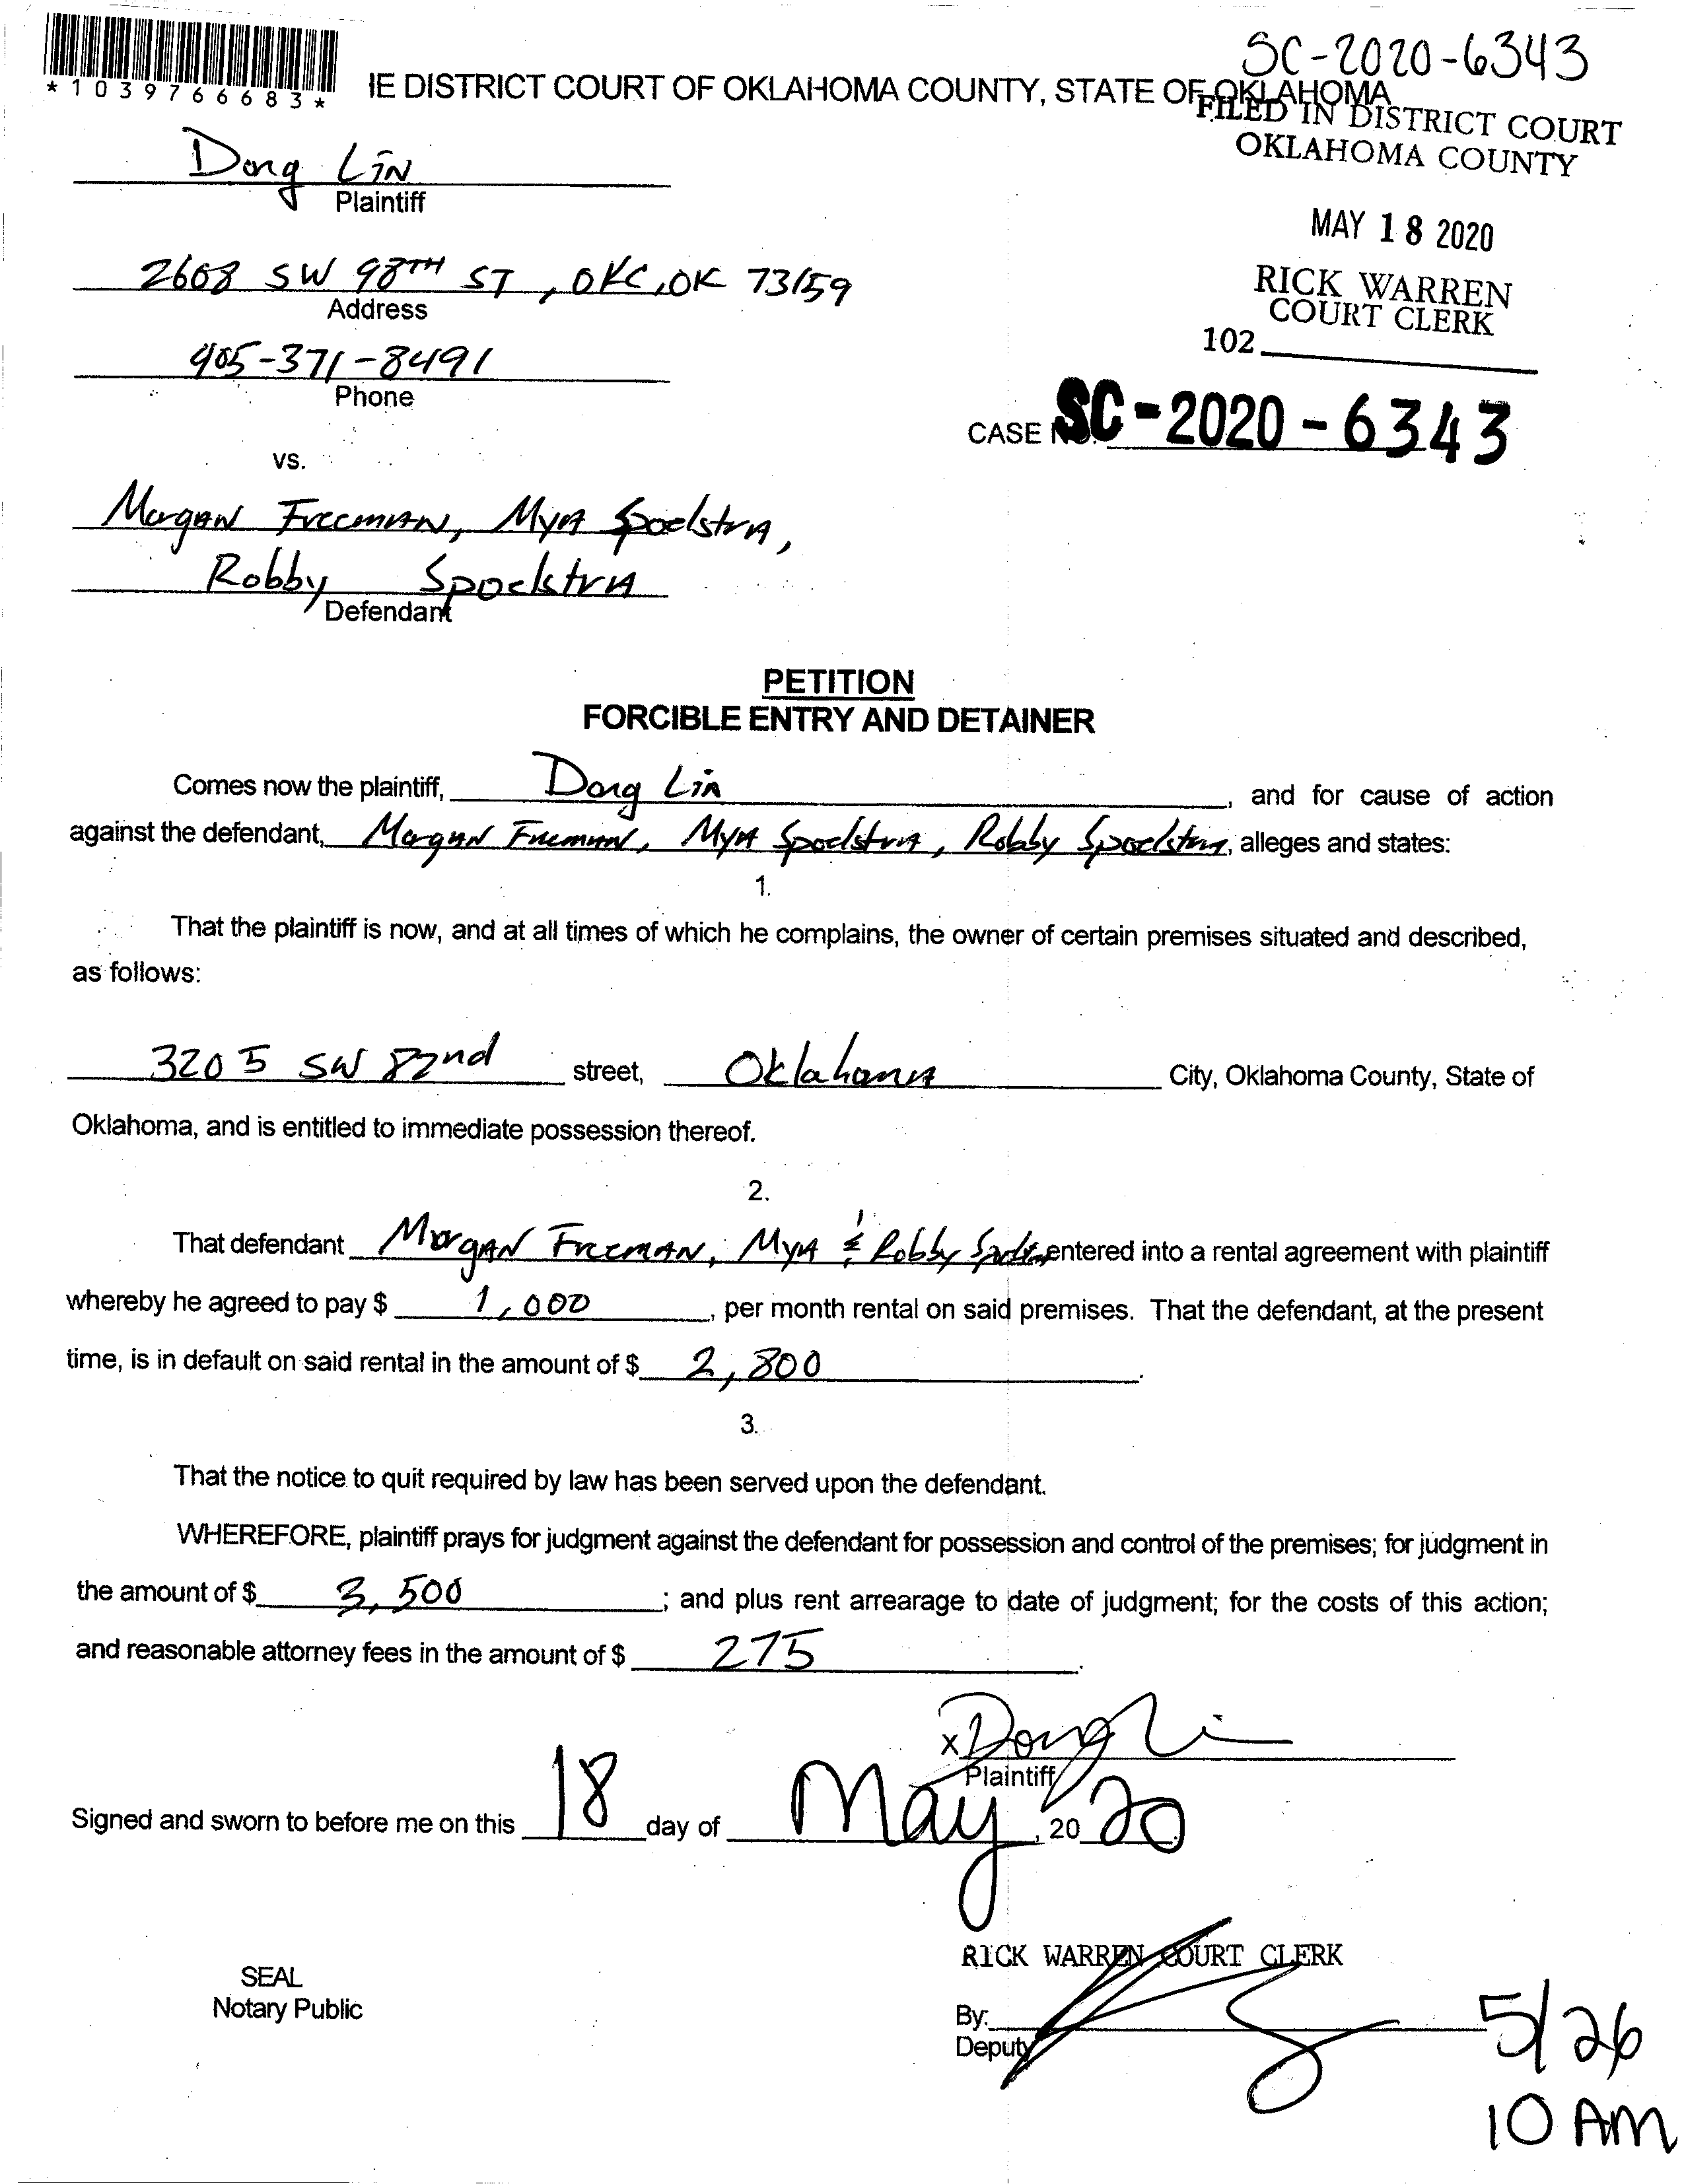 SC-2020-6343
*1039766683*
IE DISTRICT COURT OF OKLAHOMA COUNTY, STATE OF OKLAHOMA
FILED IN DISTRICT COURT
OKLAHOMA COUNTY
Dong Lin
Plaintiff
MAY 18 2020
2608 SW 98TH ST, OKC, OK 73159
Address
RICK WARREN
COURT CLERK
102
405-371-8491
Phone
CASE NO. SC-2020-6343
vs.
Morgan Freeman, Mya Spoelstra,
Robby Spoelstra
Defendant
PETITION
FORCIBLE ENTRY AND DETAINER
Comes now the plaintiff, Dong Lin, and for cause of action
against the defendant, Morgan Freeman, Mya Spoelstra, Robby Spoelstra, alleges and states:
1.
That the plaintiff is now, and at all times of which he complains, the owner of certain premises situated and described,
as follows:
3205 SW 82nd street, Oklahoma City, Oklahoma County, State of
Oklahoma, and is entitled to immediate possession thereof.
2.
That defendant Morgan Freeman, Mya & Robby entered into a rental agreement with plaintiff
whereby he agreed to pay $ 1,000, per month rental on said premises. That the defendant, at the present
time, is in default on said rental in the amount of $ 2,800.
3.
That the notice to quit required by law has been served upon the defendant.
WHEREFORE, plaintiff prays for judgment against the defendant for possession and control of the premises; for judgment in
the amount of $ 3,500; and plus rent arrearage to date of judgment; for the costs of this action;
and reasonable attorney fees in the amount of $ 275.
x Dong Lin
Plaintiff
Signed and sworn to before me on this 18 day of May, 20 20
RICK WARREN COURT CLERK
SEAL
Notary Public
By:
Deputy
5/26
10 AM